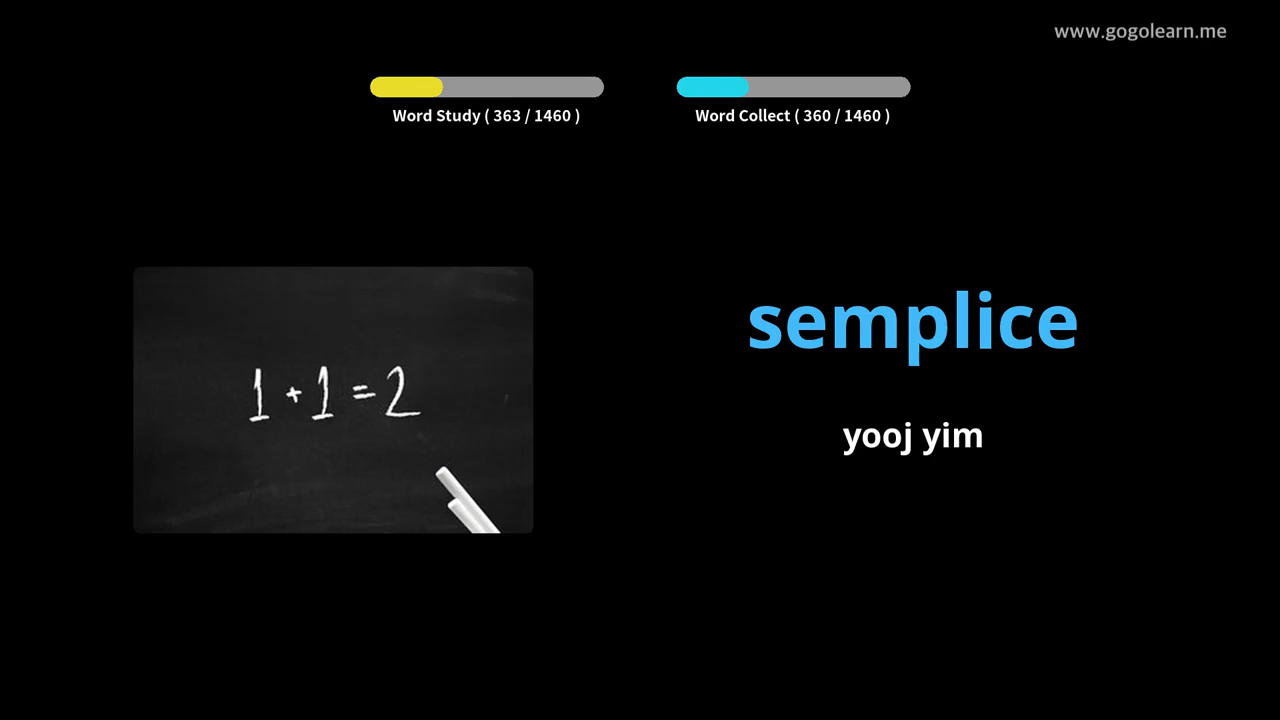 www.gogolearn.me
Word Study ( 363 / 1460 )
Word Collect ( 360 / 1460 )
1 + 1 = 2
semplice
yooj yim